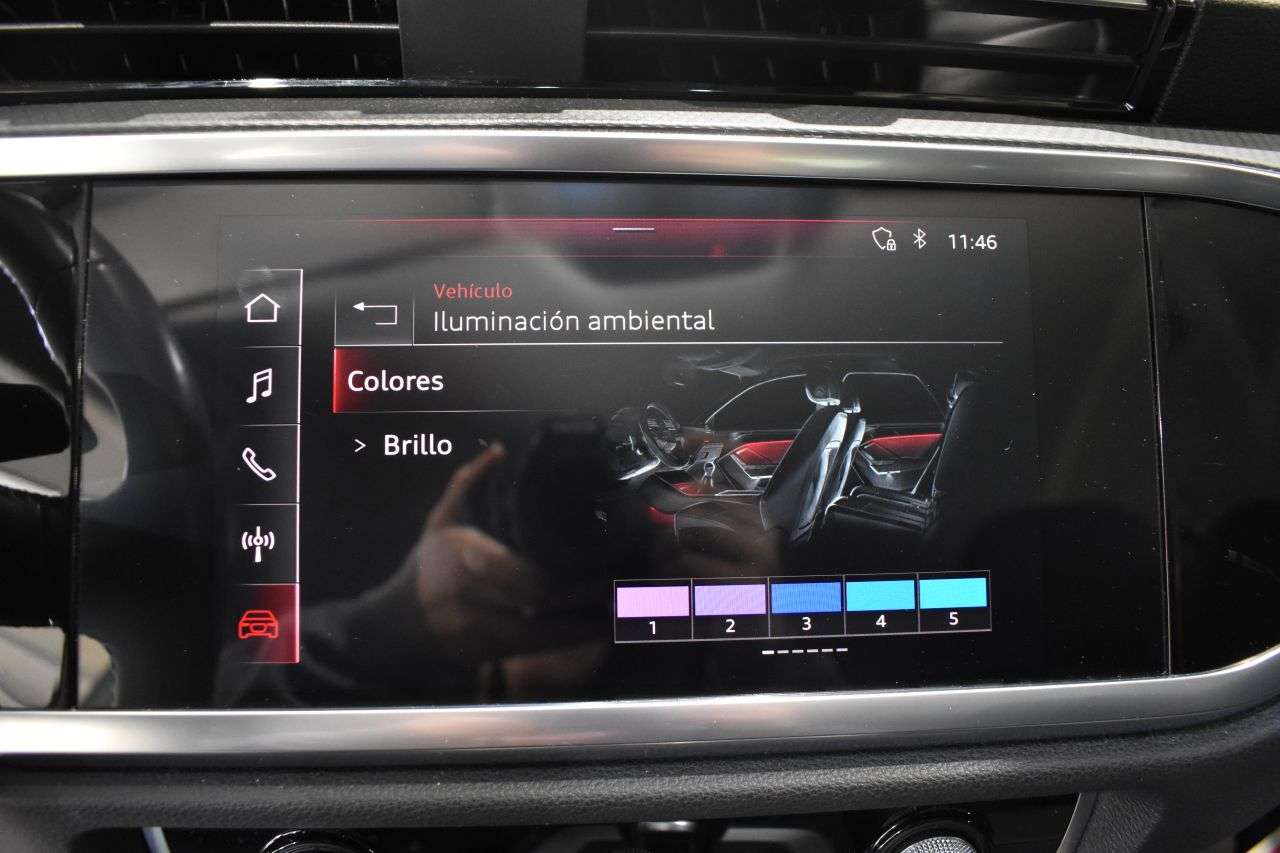 11:46
Vehículo
Iluminación ambiental
Colores
> Brillo
1 2 3 4 5